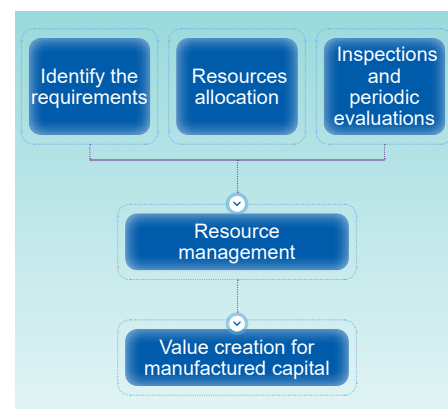 Identify the
requirements
Resources
allocation
Inspections
and
periodic
evaluations
Resource
management
Value creation for
manufactured capital